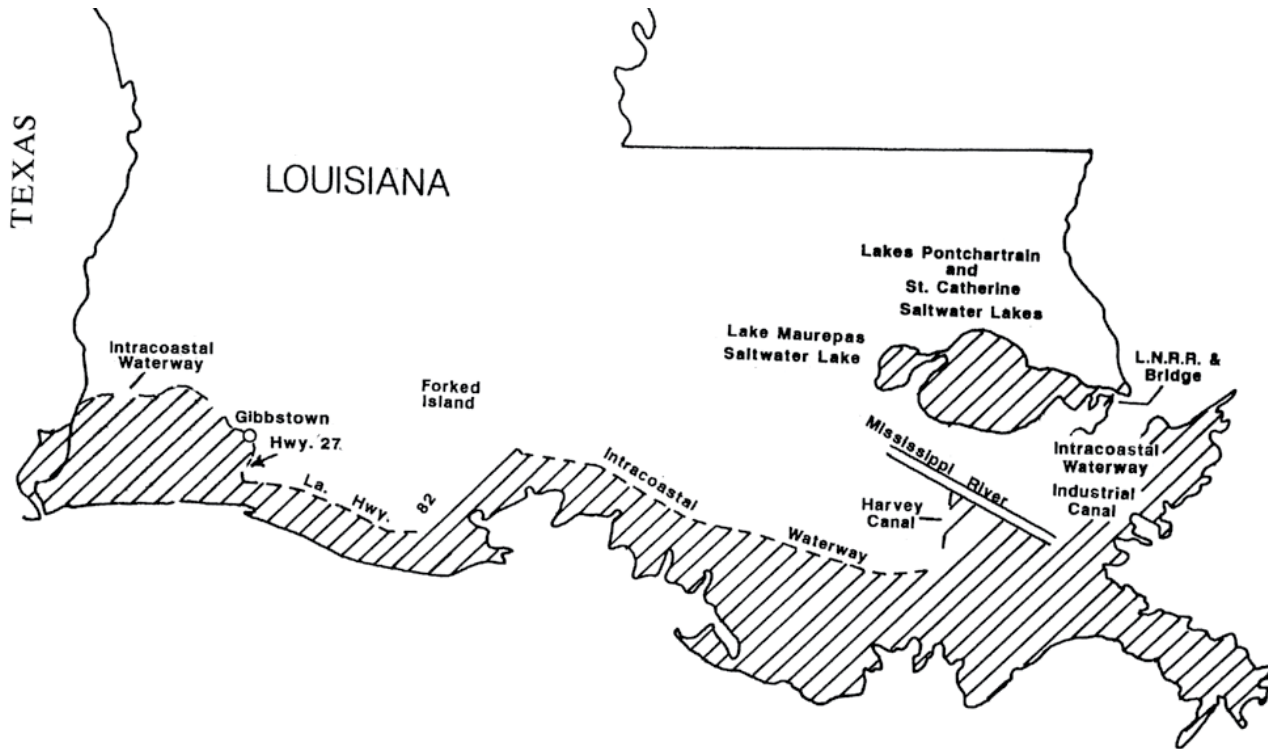 TEXAS
LOUISIANA
Lakes Pontchartrain
and
St. Catherine
Saltwater Lakes
Lake Maurepas
Saltwater Lake
L.N.R.R. &
Bridge
Intracoastal
Waterway
Forked
Island
Gibbstown
Hwy. 27
La. Hwy. 82
Intracoastal Waterway
Mississippi River
Harvey
Canal
Intracoastal
Waterway
Industrial
Canal